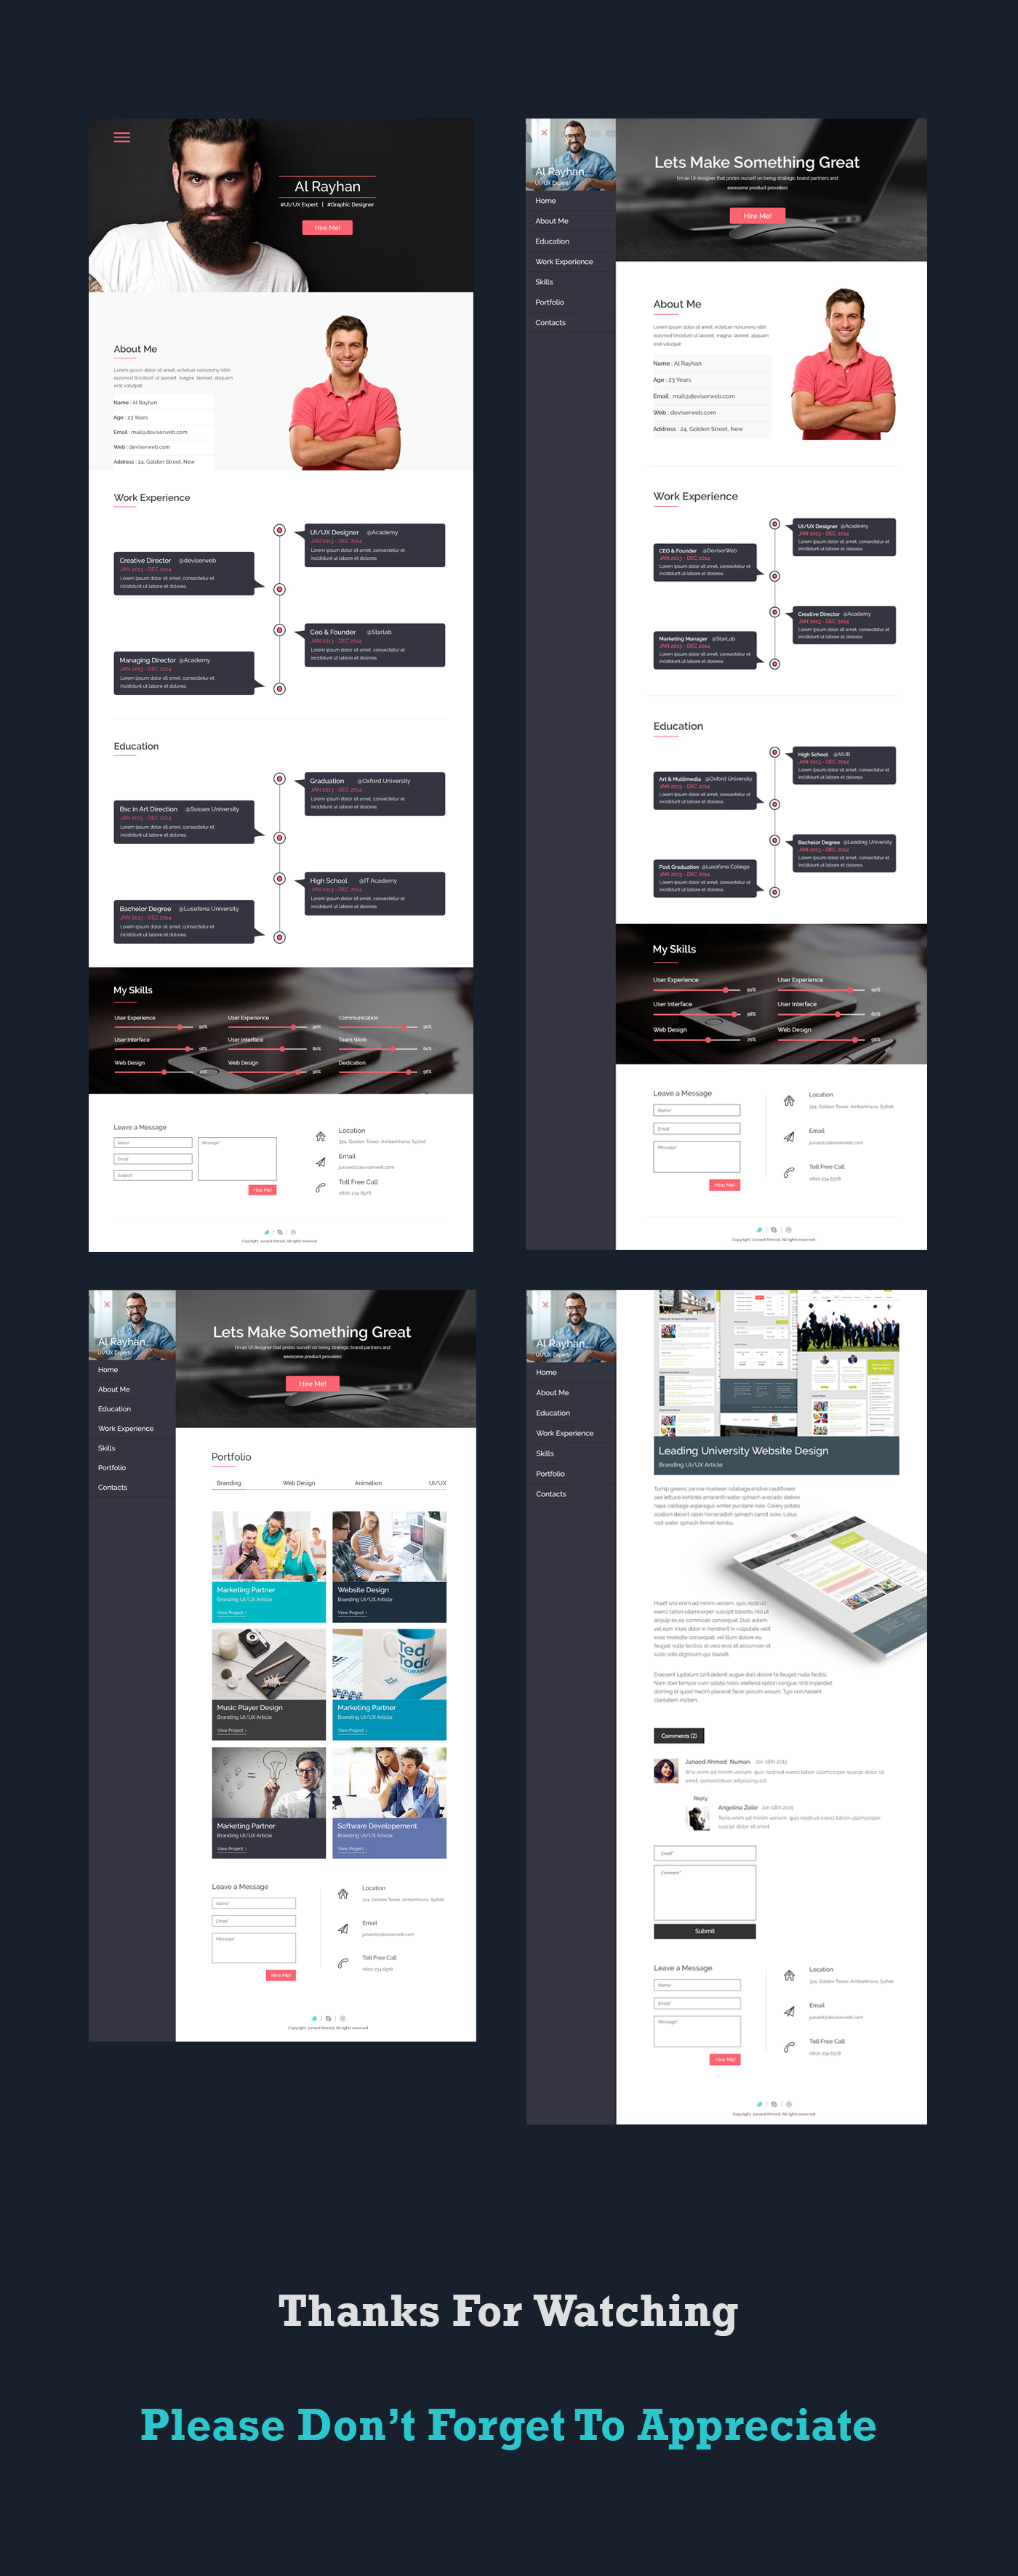 Al Rayhan
#UI/UX Expert | #Graphic Designer
Hire Me!
About Me
Lorem ipsum dolor sit amet, ectetuer nonummy nibh
euismod tincidunt ut laoreet magna laoreet aliquam
erat volutpat.
Name : Al Rayhan
Age : 23 Years
Email : mail@deviserweb.com
Web : deviserweb.com
Address : 24, Golden Street, New
Work Experience
UI/UX Designer @Academy
JAN 2013 - DEC 2014
Lorem ipsum dolor sit amet, consectetur et
incididunt ut labore et dolorea.
Creative Director @deviserweb
JAN 2013 - DEC 2014
Lorem ipsum dolor sit amet, consectetur et
incididunt ut labore et dolorea.
Ceo & Founder @Starlab
JAN 2013 - DEC 2014
Lorem ipsum dolor sit amet, consectetur et
incididunt ut labore et dolorea.
Managing Director @Academy
JAN 2013 - DEC 2014
Lorem ipsum dolor sit amet, consectetur et
incididunt ut labore et dolorea.
Education
Graduation @Oxford University
JAN 2013 - DEC 2014
Lorem ipsum dolor sit amet, consectetur et
incididunt ut labore et dolorea.
Bsc in Art Direction @Sussex University
JAN 2013 - DEC 2014
Lorem ipsum dolor sit amet, consectetur et
incididunt ut labore et dolorea.
High School @IT Academy
JAN 2013 - DEC 2014
Lorem ipsum dolor sit amet, consectetur et
incididunt ut labore et dolorea.
Bachelor Degree @Lusofona University
JAN 2013 - DEC 2014
Lorem ipsum dolor sit amet, consectetur et
incididunt ut labore et dolorea.
My Skills
User Experience 90% User Experience 90% Communication 90%
User Interface 98% User Interface 80% Team Work 80%
Web Design 70% Web Design 96% Dedication 96%
Leave a Message
Name*
Email*
Subject*
Message*
Hire Me!
Location
324, Golden Tower, Amborkhana, Sylhet
Email
junaed@deviserweb.com
Toll Free Call
0800 234 6578
Copyright: Junaed Ahmed, All rights reserved
Al Rayhan
UI/UX Expert
Home
About Me
Education
Work Experience
Skills
Portfolio
Contacts
Lets Make Something Great
I'm an UI designer that prides ourself on being strategic brand partners and
awesome product providers
Hire Me!
About Me
Lorem ipsum dolor sit amet, ectetuer nonummy nibh
euismod tincidunt ut laoreet magna laoreet aliquam
erat volutpat.
Name : Al Rayhan
Age : 23 Years
Email : mail@deviserweb.com
Web : deviserweb.com
Address : 24, Golden Street, New
Work Experience
UI/UX Designer @Academy
JAN 2013 - DEC 2014
Lorem ipsum dolor sit amet, consectetur et
incididunt ut labore et dolorea.
CEO & Founder @DeviserWeb
JAN 2013 - DEC 2014
Lorem ipsum dolor sit amet, consectetur et
incididunt ut labore et dolorea.
Creative Director @Academy
JAN 2013 - DEC 2014
Lorem ipsum dolor sit amet, consectetur et
incididunt ut labore et dolorea.
Marketing Manager @StarLab
JAN 2013 - DEC 2014
Lorem ipsum dolor sit amet, consectetur et
incididunt ut labore et dolorea.
Education
High School @AIUB
JAN 2013 - DEC 2014
Lorem ipsum dolor sit amet, consectetur et
incididunt ut labore et dolorea.
Art & Multimedia @Oxford University
JAN 2013 - DEC 2014
Lorem ipsum dolor sit amet, consectetur et
incididunt ut labore et dolorea.
Bachelor Degree @Leading University
JAN 2013 - DEC 2014
Lorem ipsum dolor sit amet, consectetur et
incididunt ut labore et dolorea.
Post Graduation @Lusofona College
JAN 2013 - DEC 2014
Lorem ipsum dolor sit amet, consectetur et
incididunt ut labore et dolorea.
My Skills
User Experience 90% User Experience 90%
User Interface 98% User Interface 80%
Web Design 70% Web Design 96%
Leave a Message
Name*
Email*
Message*
Hire Me!
Location
324, Golden Tower, Amborkhana, Sylhet
Email
junaed@deviserweb.com
Toll Free Call
0800 234 6578
Copyright: Junaed Ahmed, All rights reserved
Al Rayhan
UI/UX Expert
Home
About Me
Education
Work Experience
Skills
Portfolio
Contacts
Lets Make Something Great
I'm an UI designer that prides ourself on being strategic brand partners and
awesome product providers
Hire Me!
Portfolio
Branding Web Design Animation UI/UX
Marketing Partner
Branding UI/UX Article
View Project ›
Website Design
Branding UI/UX Article
View Project ›
Ted
Todd
INSURANCE
Music Player Design
Branding UI/UX Article
View Project ›
Marketing Partner
Branding UI/UX Article
View Project ›
Marketing Partner
Branding UI/UX Article
View Project ›
Software Developement
Branding UI/UX Article
View Project ›
Leave a Message
Name*
Email*
Message*
Hire Me!
Location
324, Golden Tower, Amborkhana, Sylhet
Email
junaed@deviserweb.com
Toll Free Call
0800 234 6578
Copyright: Junaed Ahmed, All rights reserved
Al Rayhan
UI/UX Expert
Home
About Me
Education
Work Experience
Skills
Portfolio
Contacts
Leading University Website Design
Branding UI/UX Article
Turnip greens yarrow ricebean rutabaga endive cauliflower
sea lettuce kohlrabi amaranth water spinach avocado daikon
napa cabbage asparagus winter purslane kale. Celery potato
scallion desert raisin horseradish spinach carrot soko. Lotus
root water spinach fennel kombu.
Huatt wisi enim ad minim veniam, quis nostrud
exerci tation ullamcorper suscipit lobortis nisl ut
aliquip ex ea commodo consequat. Duis autem
vel eum iriure dolor in hendrerit in vulputate velit
esse molestie consequat, vel illum dolore eu
feugiat nulla facilisis at vero eros et accumsan et
iusto odio dignissim qui blandit.
Eraesent luptatum zzril delenit augue duis dolore te feugait nulla facilisi.
Nam liber tempor cum soluta nobis eleifend option congue nihil imperdiet
doming id quod mazim placerat facer possim assum. Typi non habent
claritatem insitam.
Comments (2)
Junaed Ahmed Numan Jan 18th 2015
Wisi enim ad minim veniam, quis nostrud exerci tation ullamcorper suscipit dolor sit
amet, consectetuer adipiscing elit.
Reply
Angelina Zolie Jan 18th 2015
Twisi enim ad minim veniam, quis nostrud exerci tation ullamcorper
suscipi dolor sit amet
Email*
Comment*
Submit
Leave a Message
Name*
Email*
Message*
Hire Me!
Location
324, Golden Tower, Amborkhana, Sylhet
Email
junaed@deviserweb.com
Toll Free Call
0800 234 6578
Copyright: Junaed Ahmed, All rights reserved
Thanks For Watching
Please Don't Forget To Appreciate